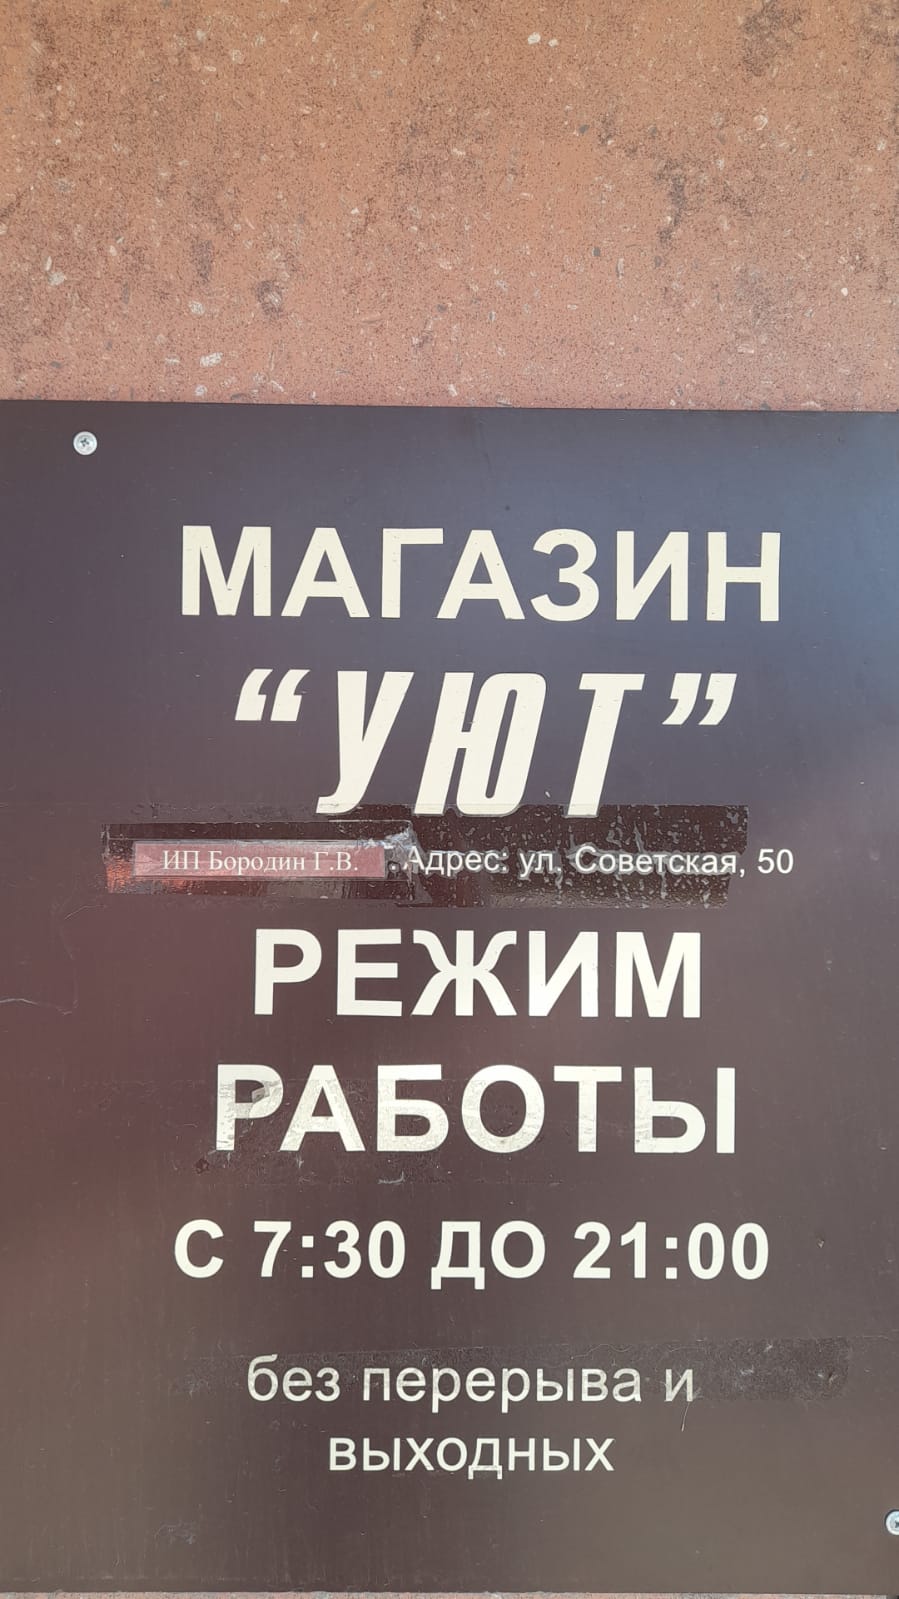 МАГАЗИН
“УЮТ”
ИП Бородин Г.В. Адрес: ул. Советская, 50
РЕЖИМ
РАБОТЫ
С 7:30 ДО 21:00
без перерыва и
выходных